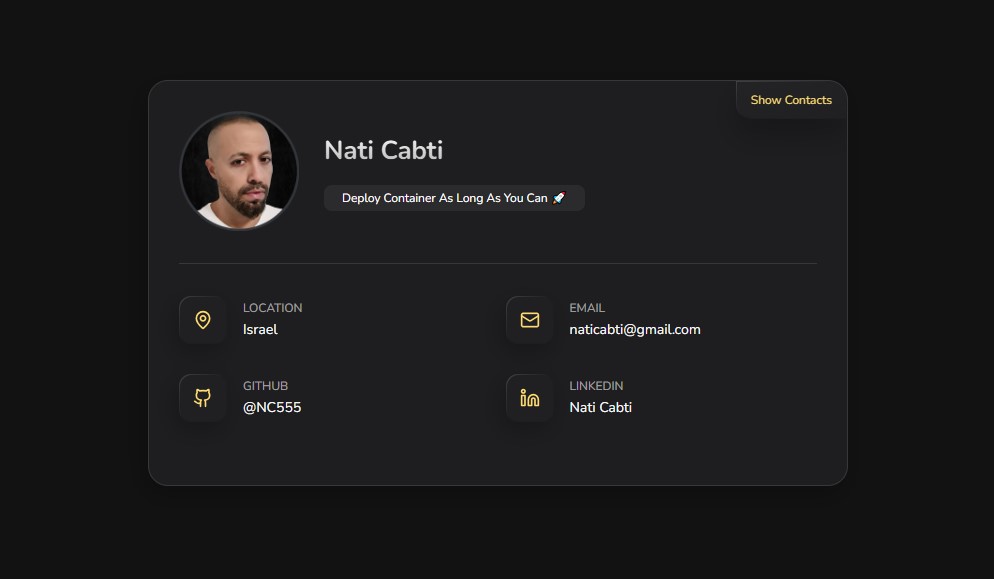 Show Contacts
Nati Cabti
Deploy Container As Long As You Can 🚀
LOCATION
Israel
EMAIL
naticabti@gmail.com
GITHUB
@NC555
LINKEDIN
Nati Cabti